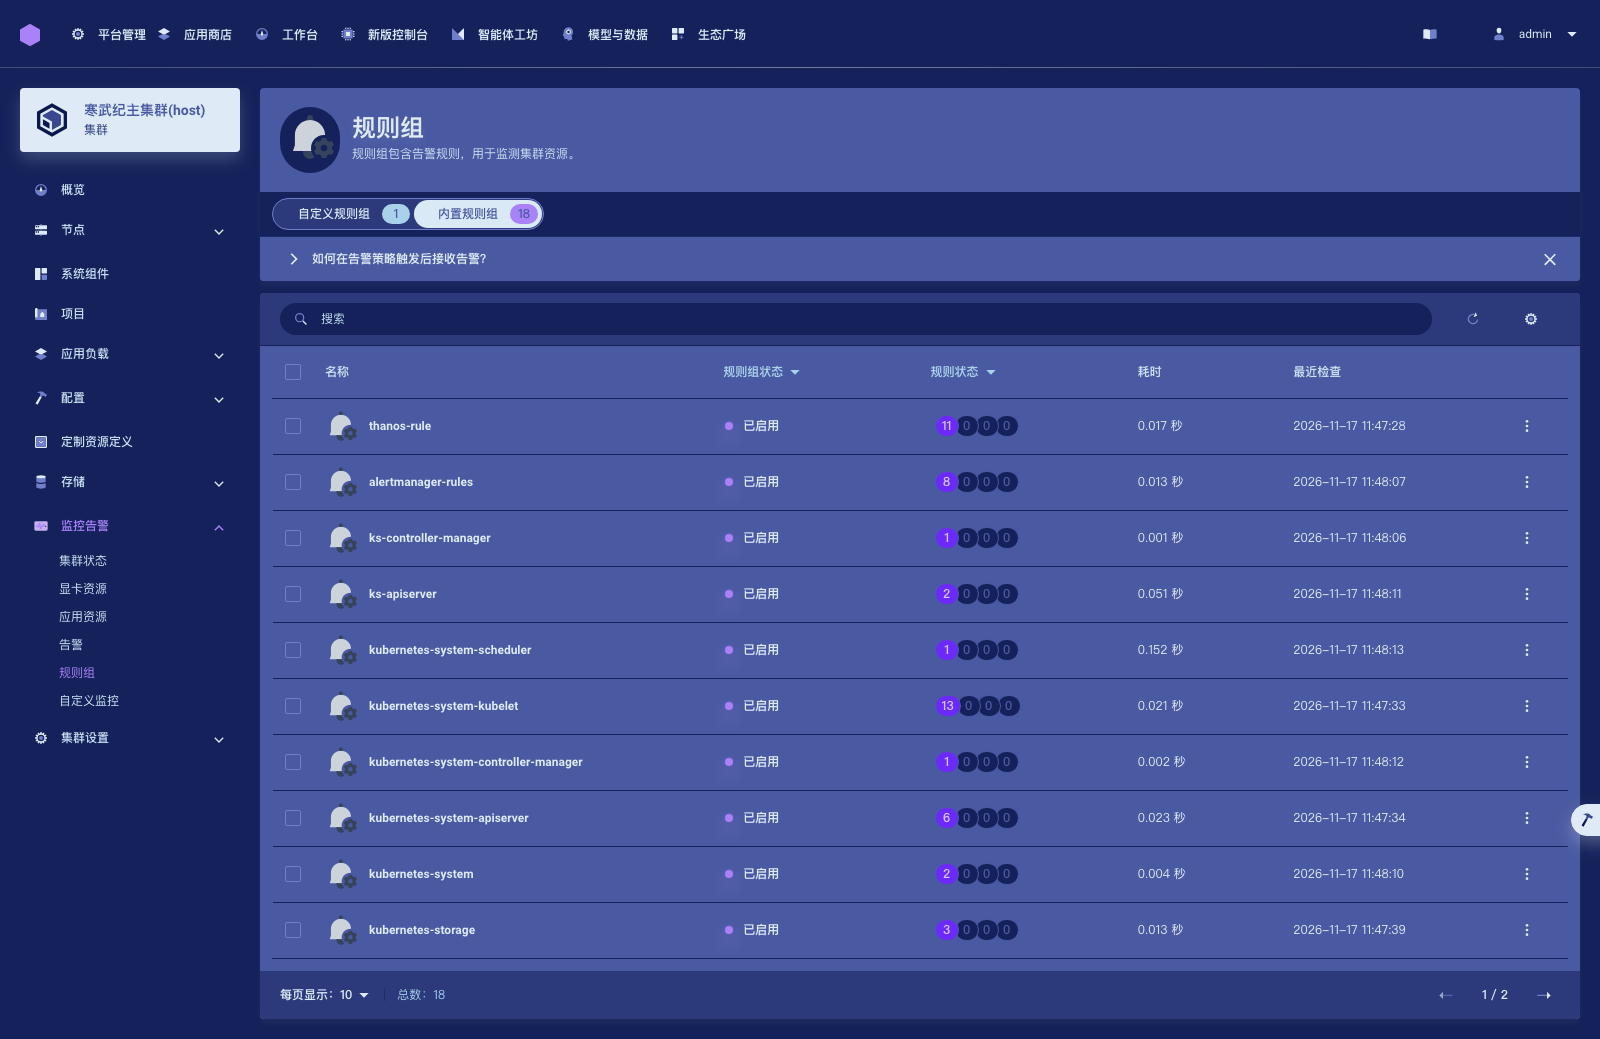 平台管理 应用商店 工作台 新版控制台 智能体工坊 模型与数据 生态广场 admin
寒武纪主集群(host)
集群
概览
节点
系统组件
项目
应用负载
配置
定制资源定义
存储
监控告警
集群状态
显卡资源
应用资源
告警
规则组
自定义监控
集群设置
规则组
规则组包含告警规则，用于监测集群资源。
自定义规则组 1 内置规则组 18
如何在告警策略触发后接收告警？
搜索
名称 规则组状态 规则状态 耗时 最近检查
thanos-rule 已启用 11 0 0 0 0.017 秒 2026-11-17 11:47:28
alertmanager-rules 已启用 8 0 0 0 0.013 秒 2026-11-17 11:48:07
ks-controller-manager 已启用 1 0 0 0 0.001 秒 2026-11-17 11:48:06
ks-apiserver 已启用 2 0 0 0 0.051 秒 2026-11-17 11:48:11
kubernetes-system-scheduler 已启用 1 0 0 0 0.152 秒 2026-11-17 11:48:13
kubernetes-system-kubelet 已启用 13 0 0 0 0.021 秒 2026-11-17 11:47:33
kubernetes-system-controller-manager 已启用 1 0 0 0 0.002 秒 2026-11-17 11:48:12
kubernetes-system-apiserver 已启用 6 0 0 0 0.023 秒 2026-11-17 11:47:34
kubernetes-system 已启用 2 0 0 0 0.004 秒 2026-11-17 11:48:10
kubernetes-storage 已启用 3 0 0 0 0.013 秒 2026-11-17 11:47:39
每页显示：10 总数：18 1 / 2